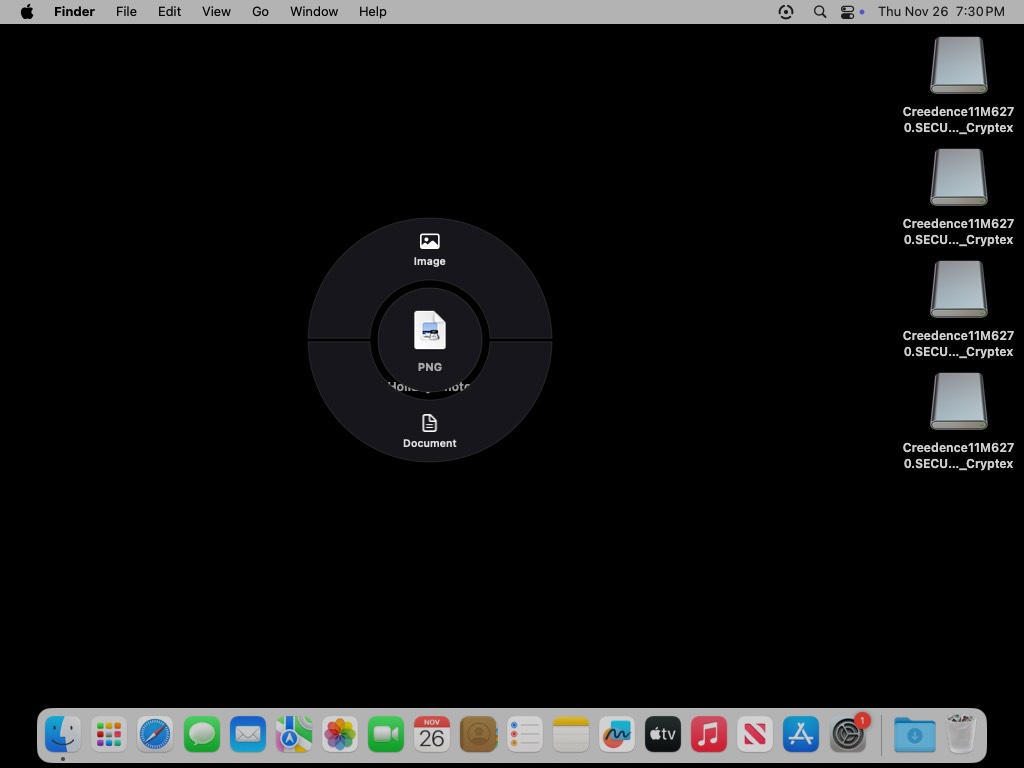 Finder File Edit View Go Window Help Thu Nov 26 7:30 PM
Creedence11M627
0.SECU..._Cryptex
Creedence11M627
0.SECU..._Cryptex
Image
Creedence11M627
0.SECU..._Cryptex
PNG
Document
Creedence11M627
0.SECU..._Cryptex
NOV
26
tv
1